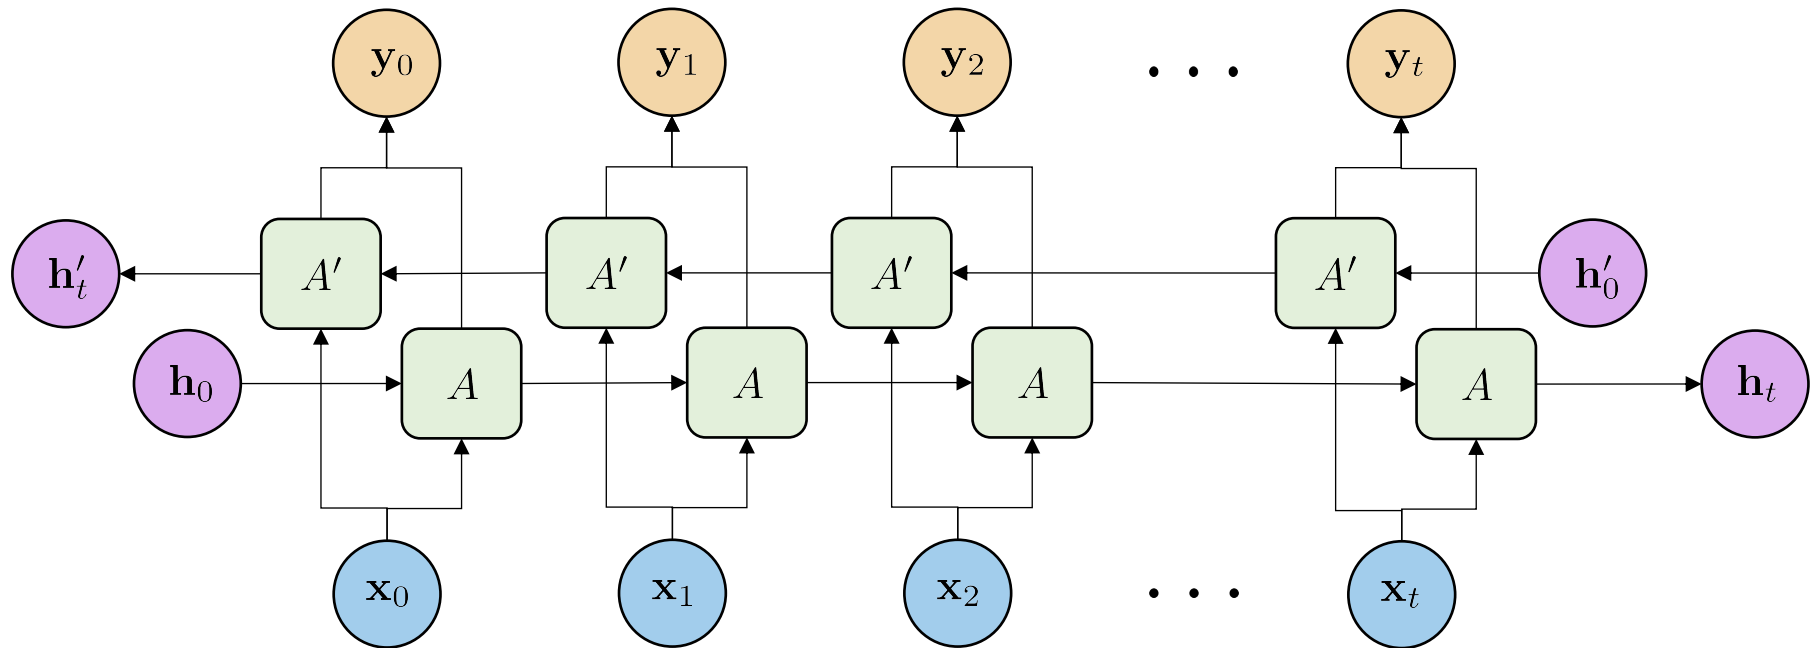 y₀ y₁ y₂ . . . yₜ
h′ₜ A′ A′ A′ A′ h′₀
h₀ A A A A hₜ
x₀ x₁ x₂ . . . xₜ